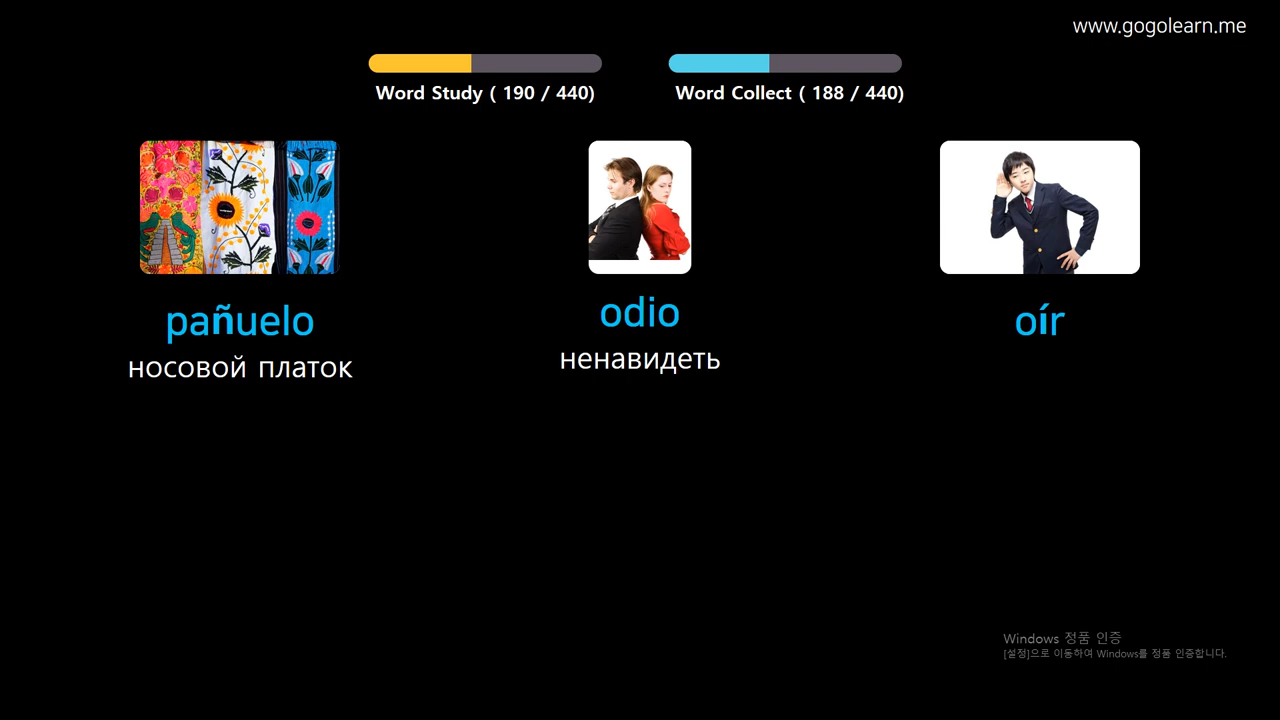 www.gogolearn.me
Word Study ( 190 / 440)
Word Collect ( 188 / 440)
pañuelo
носовой платок
odio
ненавидеть
oír
Windows 정품 인증
[설정]으로 이동하여 Windows를 정품 인증합니다.